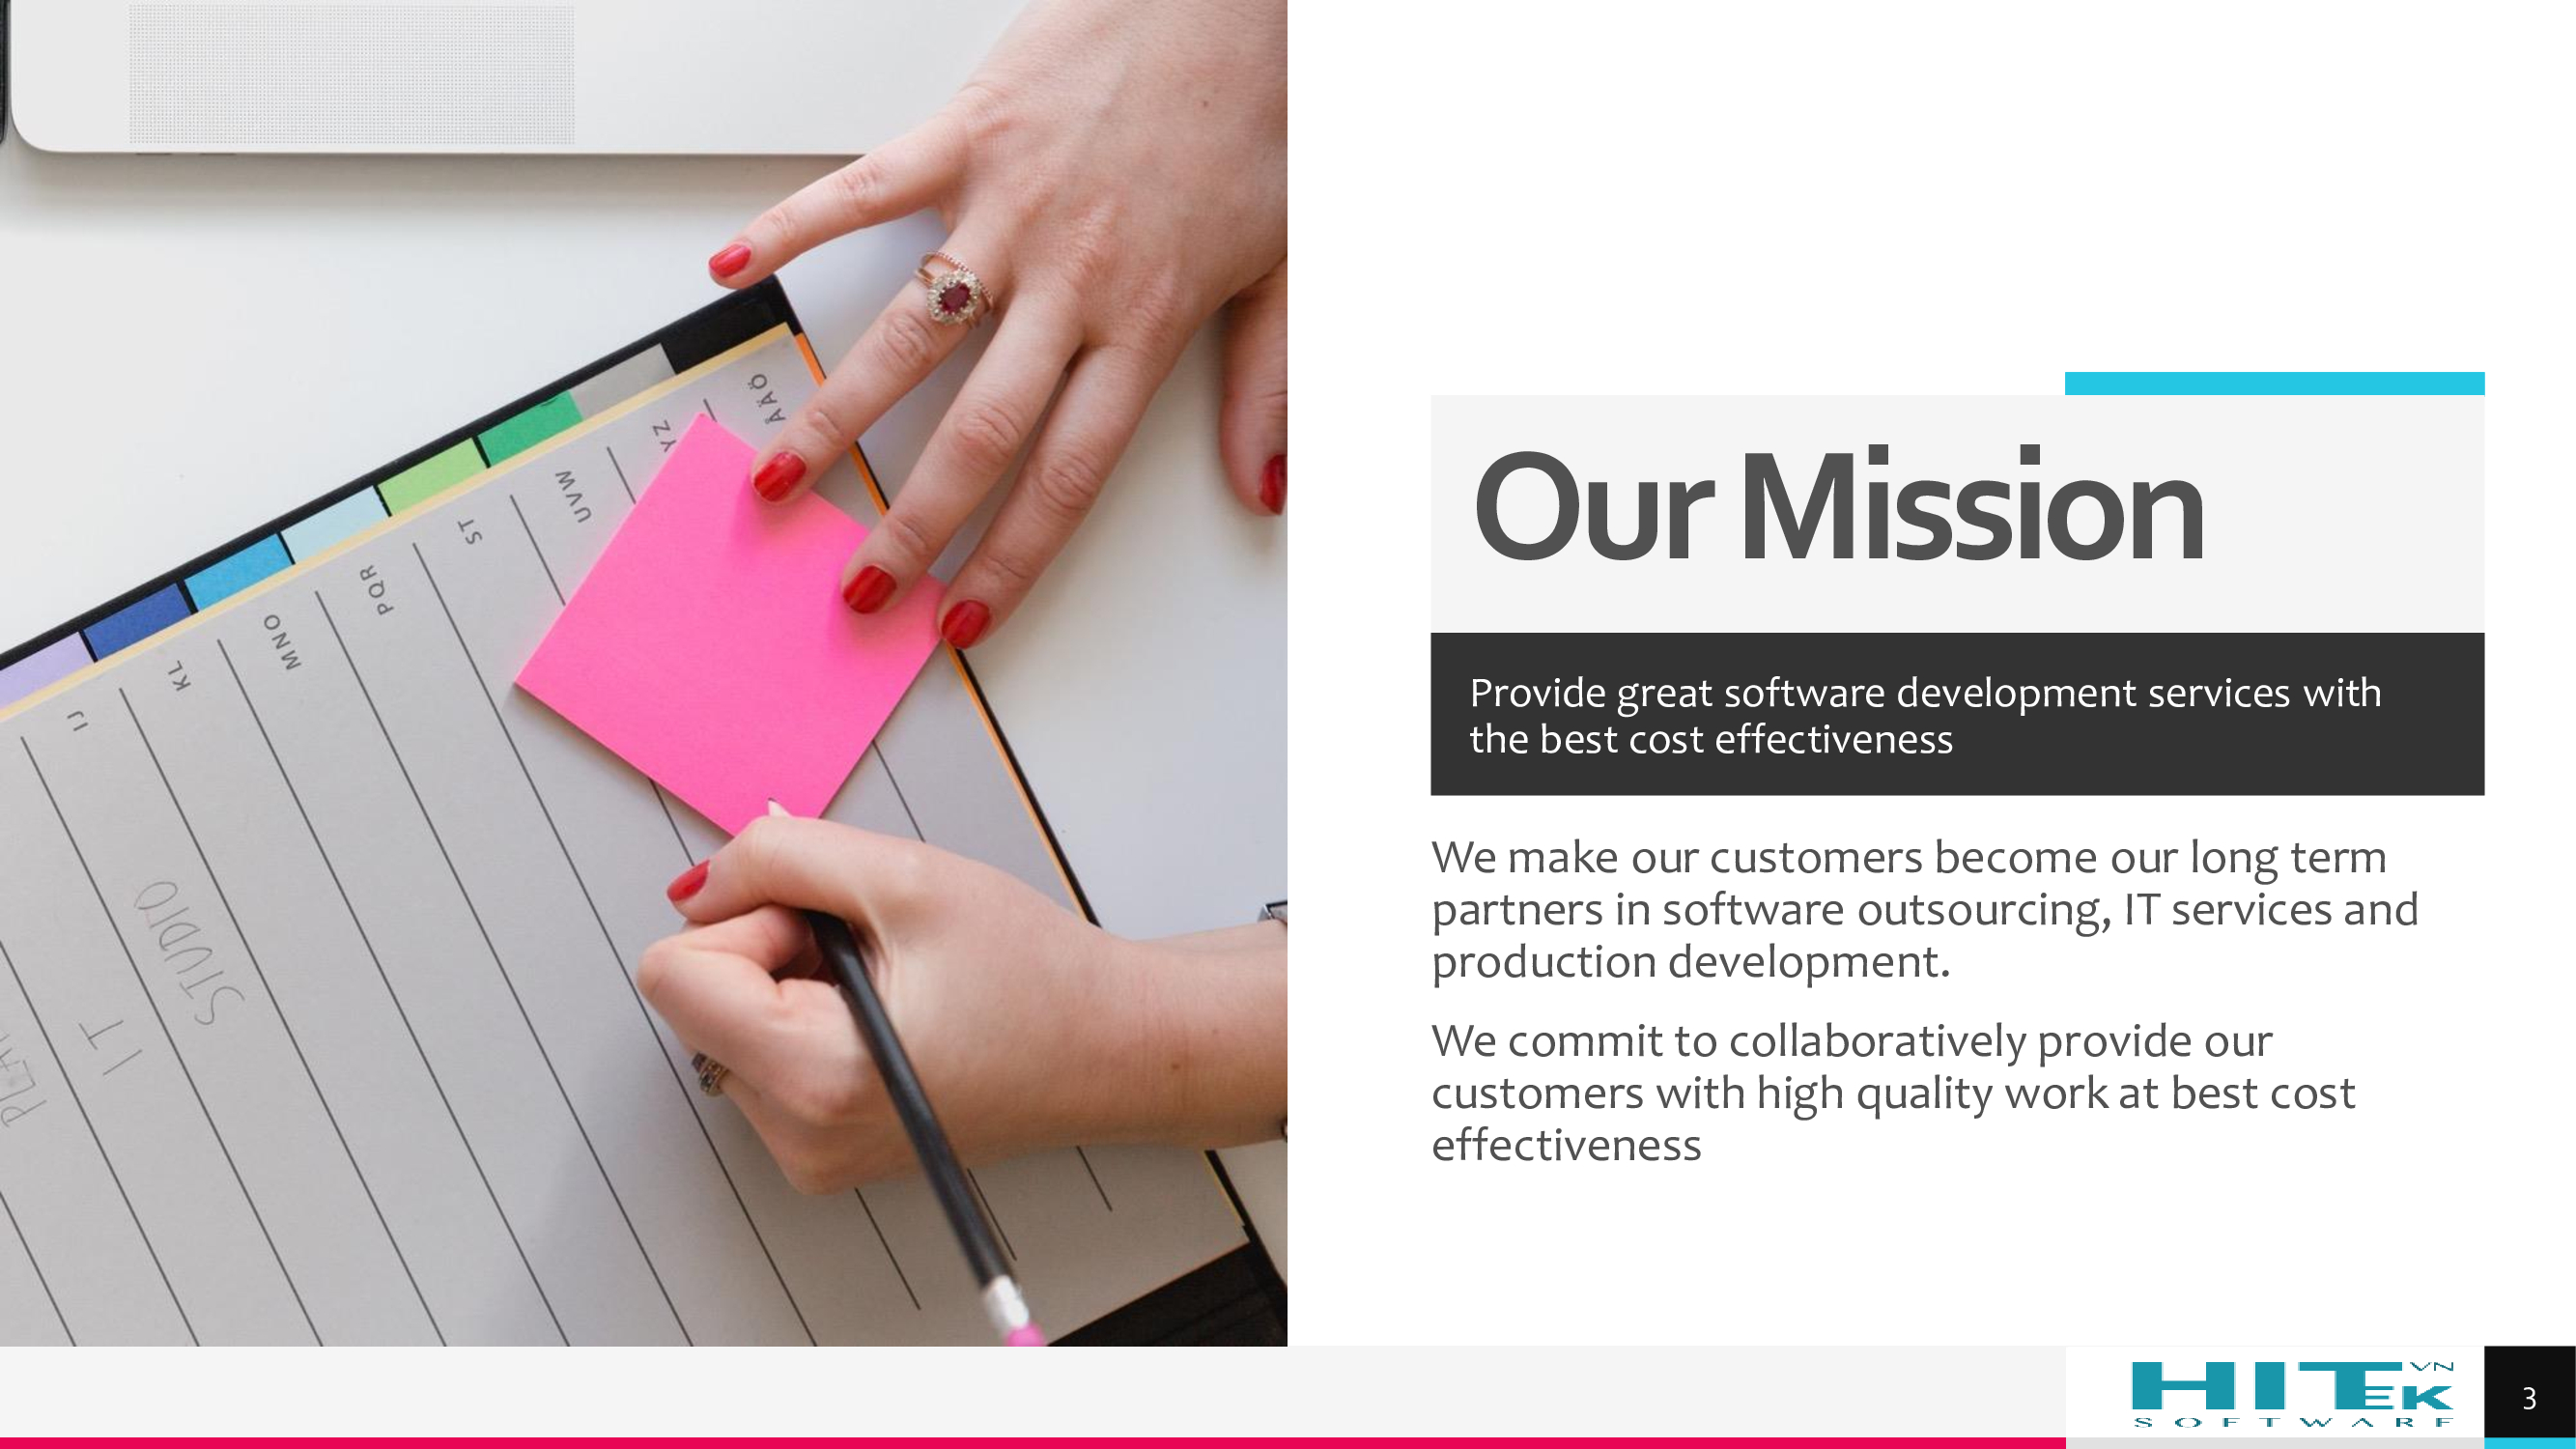 ÅÄÖ
YZ
UVW
ST
PQR
MNO
KL
IJ
STUDIO
IT
Our Mission
Provide great software development services with
the best cost effectiveness
We make our customers become our long term
partners in software outsourcing, IT services and
production development.
We commit to collaboratively provide our
customers with high quality work at best cost
effectiveness
HITEK VN
SOFTWARE
3